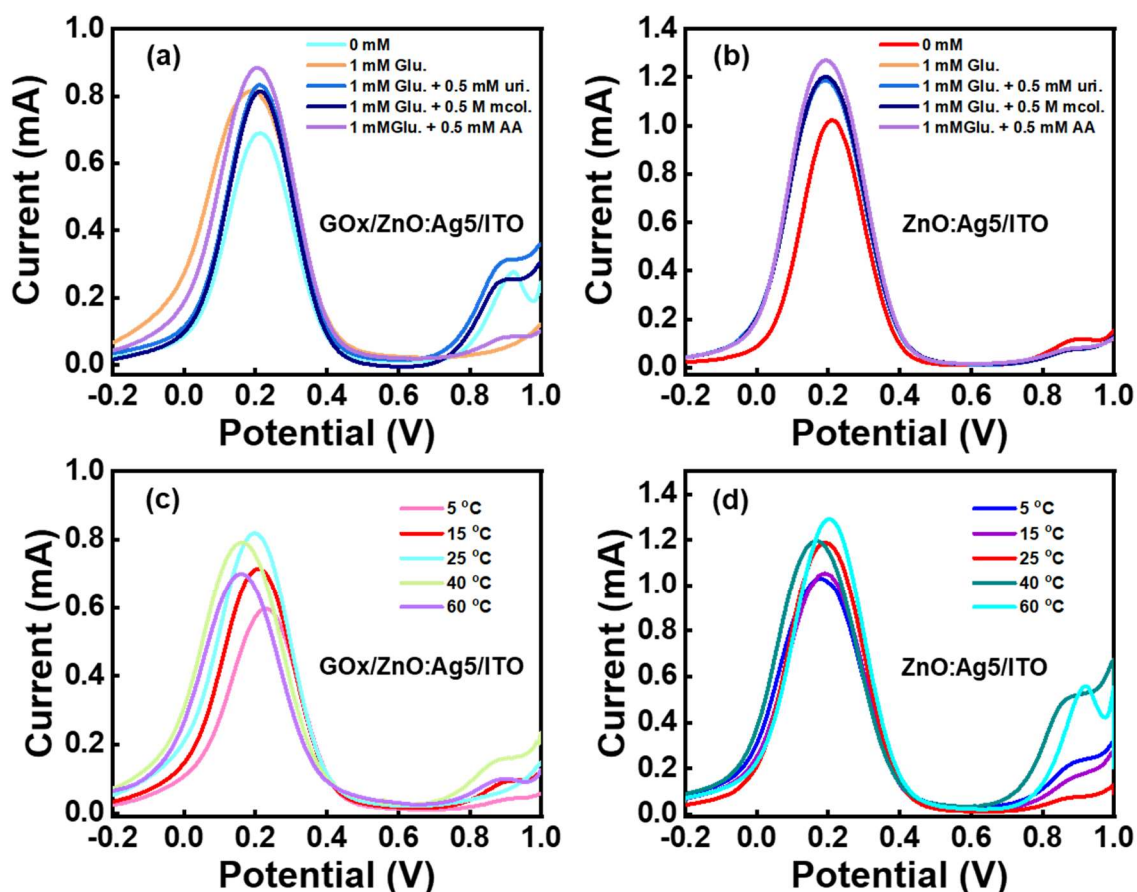 (a)
0 mM
1 mM Glu.
1 mM Glu. + 0.5 mM uri.
1 mM Glu. + 0.5 M mcol.
1 mMGlu. + 0.5 mM AA
GOx/ZnO:Ag5/ITO
Current (mA)
1.0
0.8
0.6
0.4
0.2
0.0
-0.2 0.0 0.2 0.4 0.6 0.8 1.0
Potential (V)
(b)
0 mM
1 mM Glu.
1 mM Glu. + 0.5 mM uri.
1 mM Glu. + 0.5 M mcol.
1 mMGlu. + 0.5 mM AA
ZnO:Ag5/ITO
Current (mA)
1.4
1.2
1.0
0.8
0.6
0.4
0.2
0.0
-0.2 0.0 0.2 0.4 0.6 0.8 1.0
Potential (V)
(c)
5 °C
15 °C
25 °C
40 °C
60 °C
GOx/ZnO:Ag5/ITO
Current (mA)
1.0
0.8
0.6
0.4
0.2
0.0
-0.2 0.0 0.2 0.4 0.6 0.8 1.0
Potential (V)
(d)
5 °C
15 °C
25 °C
40 °C
60 °C
ZnO:Ag5/ITO
Current (mA)
1.4
1.2
1.0
0.8
0.6
0.4
0.2
0.0
-0.2 0.0 0.2 0.4 0.6 0.8 1.0
Potential (V)